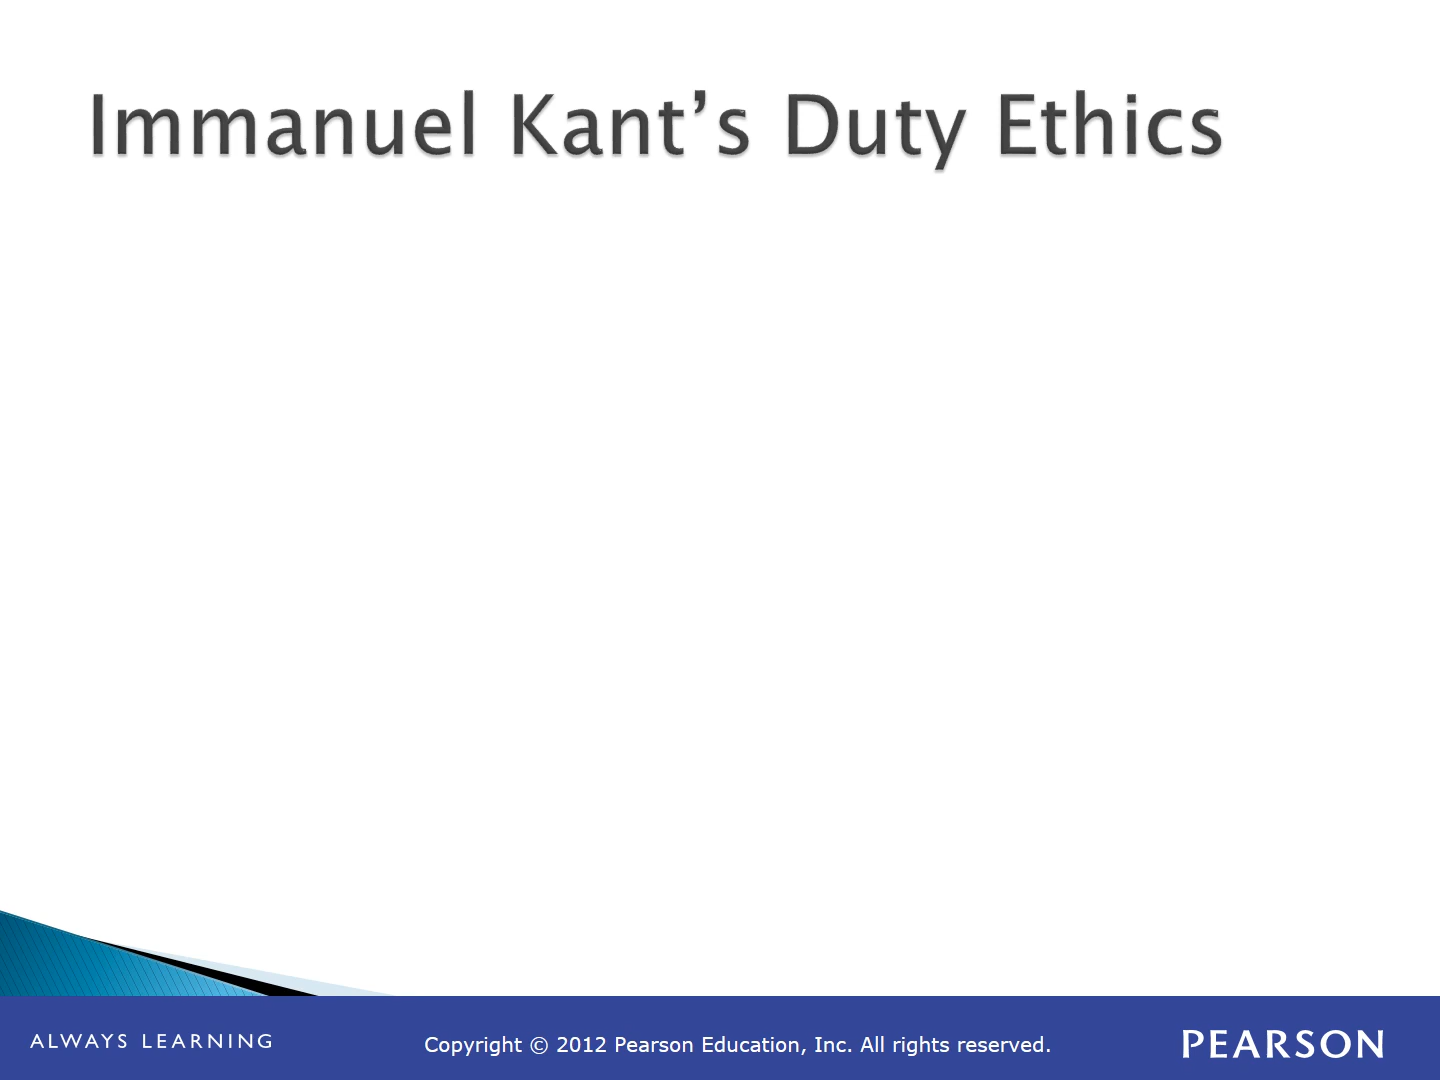 Immanuel Kant’s Duty Ethics
ALWAYS LEARNING
Copyright © 2012 Pearson Education, Inc. All rights reserved.
PEARSON